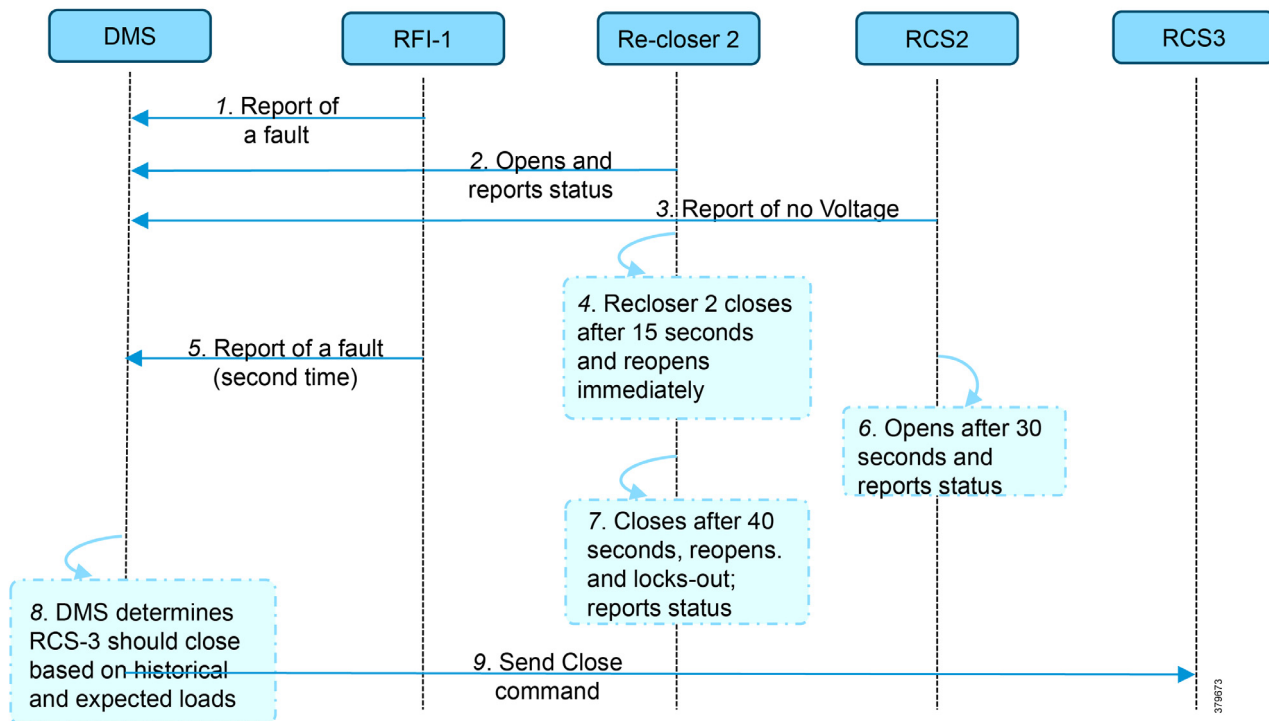 DMS
RFI-1
Re-closer 2
RCS2
RCS3
1. Report of
a fault
2. Opens and
reports status
3. Report of no Voltage
4. Recloser 2 closes
after 15 seconds
and reopens
immediately
5. Report of a fault
(second time)
6. Opens after 30
seconds and
reports status
7. Closes after 40
seconds, reopens.
and locks-out;
reports status
8. DMS determines
RCS-3 should close
based on historical
and expected loads
9. Send Close
command
379673